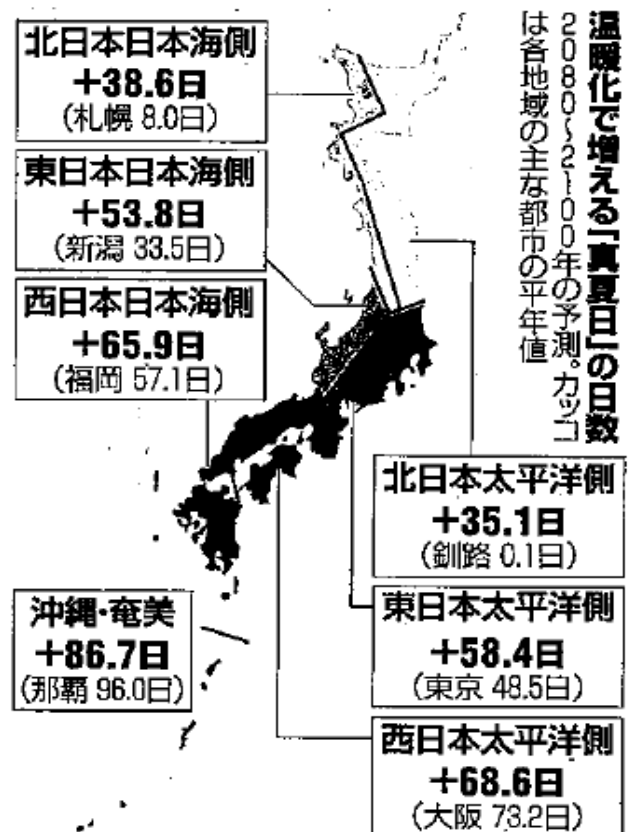 温暖化で増える「真夏日」の日数
2080〜2100年の予測。カッコ
は各地域の主な都市の平年値
北日本日本海側
+38.6日
(札幌 8.0日)
東日本日本海側
+53.8日
(新潟 33.5日)
西日本日本海側
+65.9日
(福岡 57.1日)
北日本太平洋側
+35.1日
(釧路 0.1日)
東日本太平洋側
+58.4日
(東京 48.5日)
西日本太平洋側
+68.6日
(大阪 73.2日)
沖縄・奄美
+86.7日
(那覇 96.0日)